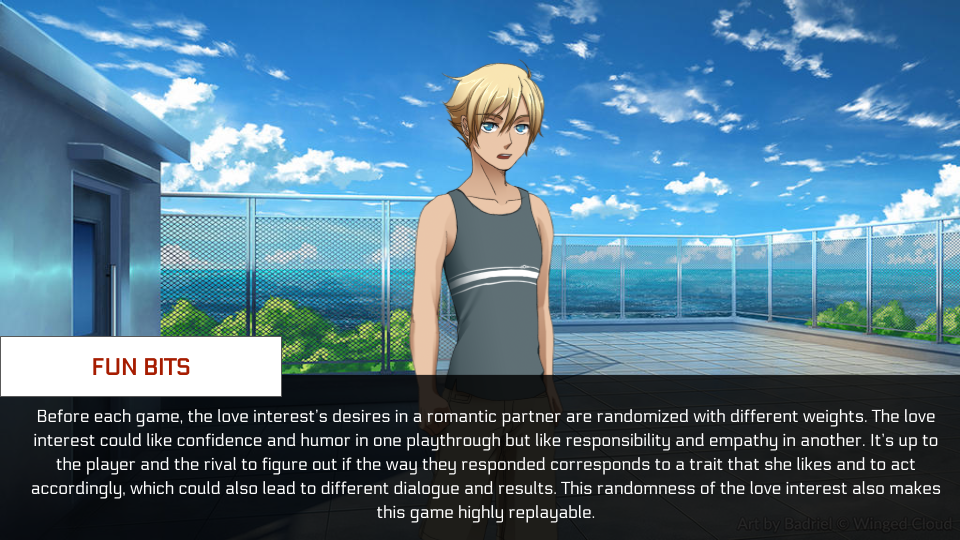 FUN BITS
Before each game, the love interest's desires in a romantic partner are randomized with different weights. The love
interest could like confidence and humor in one playthrough but like responsibility and empathy in another. It's up to
the player and the rival to figure out if the way they responded corresponds to a trait that she likes and to act
accordingly, which could also lead to different dialogue and results. This randomness of the love interest also makes
this game highly replayable.
Art by Badriel © Winged Cloud